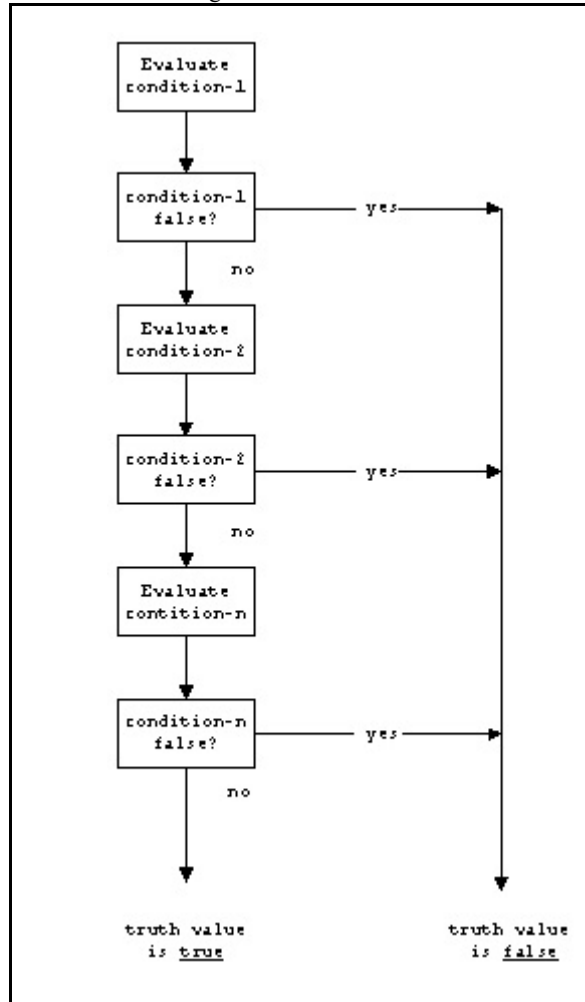 Evaluate
condition-1
condition-1
false?
yes
no
Evaluate
condition-2
condition-2
false?
yes
no
Evaluate
contition-n
condition-n
false?
yes
no
truth value
is true
truth value
is false